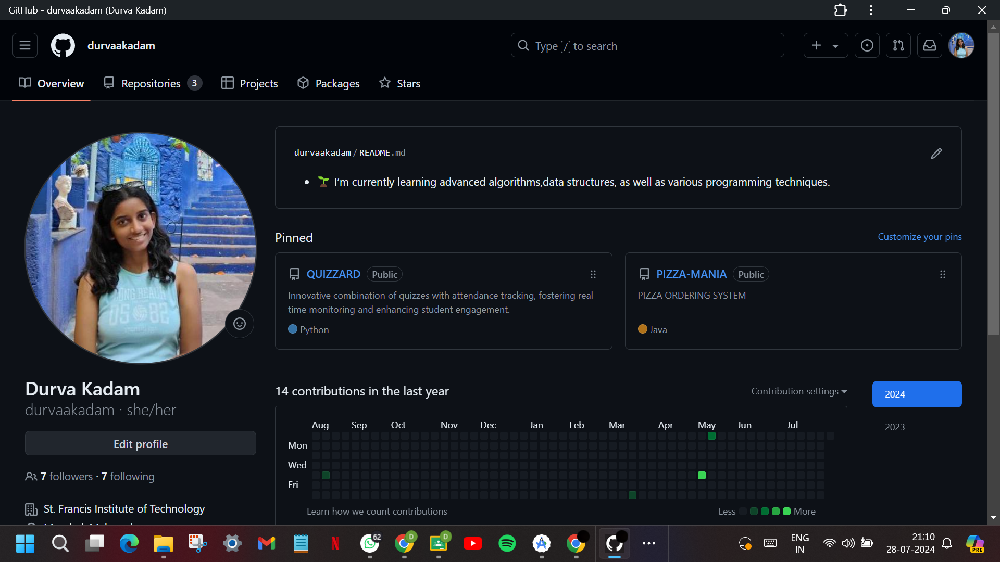 GitHub - durvaakadam (Durva Kadam)
durvaakadam
Type / to search
Overview
Repositories 3
Projects
Packages
Stars
durvaakadam/README.md
I'm currently learning advanced algorithms,data structures, as well as various programming techniques.
Pinned
Customize your pins
QUIZZARD Public
Innovative combination of quizzes with attendance tracking, fostering real-
time monitoring and enhancing student engagement.
Python
PIZZA-MANIA Public
PIZZA ORDERING SYSTEM
Java
LONG BEACH
05 82
Durva Kadam
durvaakadam · she/her
Edit profile
7 followers · 7 following
St. Francis Institute of Technology
14 contributions in the last year
Contribution settings
2024
2023
Aug Sep Oct Nov Dec Jan Feb Mar Apr May Jun Jul
Mon
Wed
Fri
Learn how we count contributions
Less More
62
D
D
ENG
IN
21:10
28-07-2024
PRE